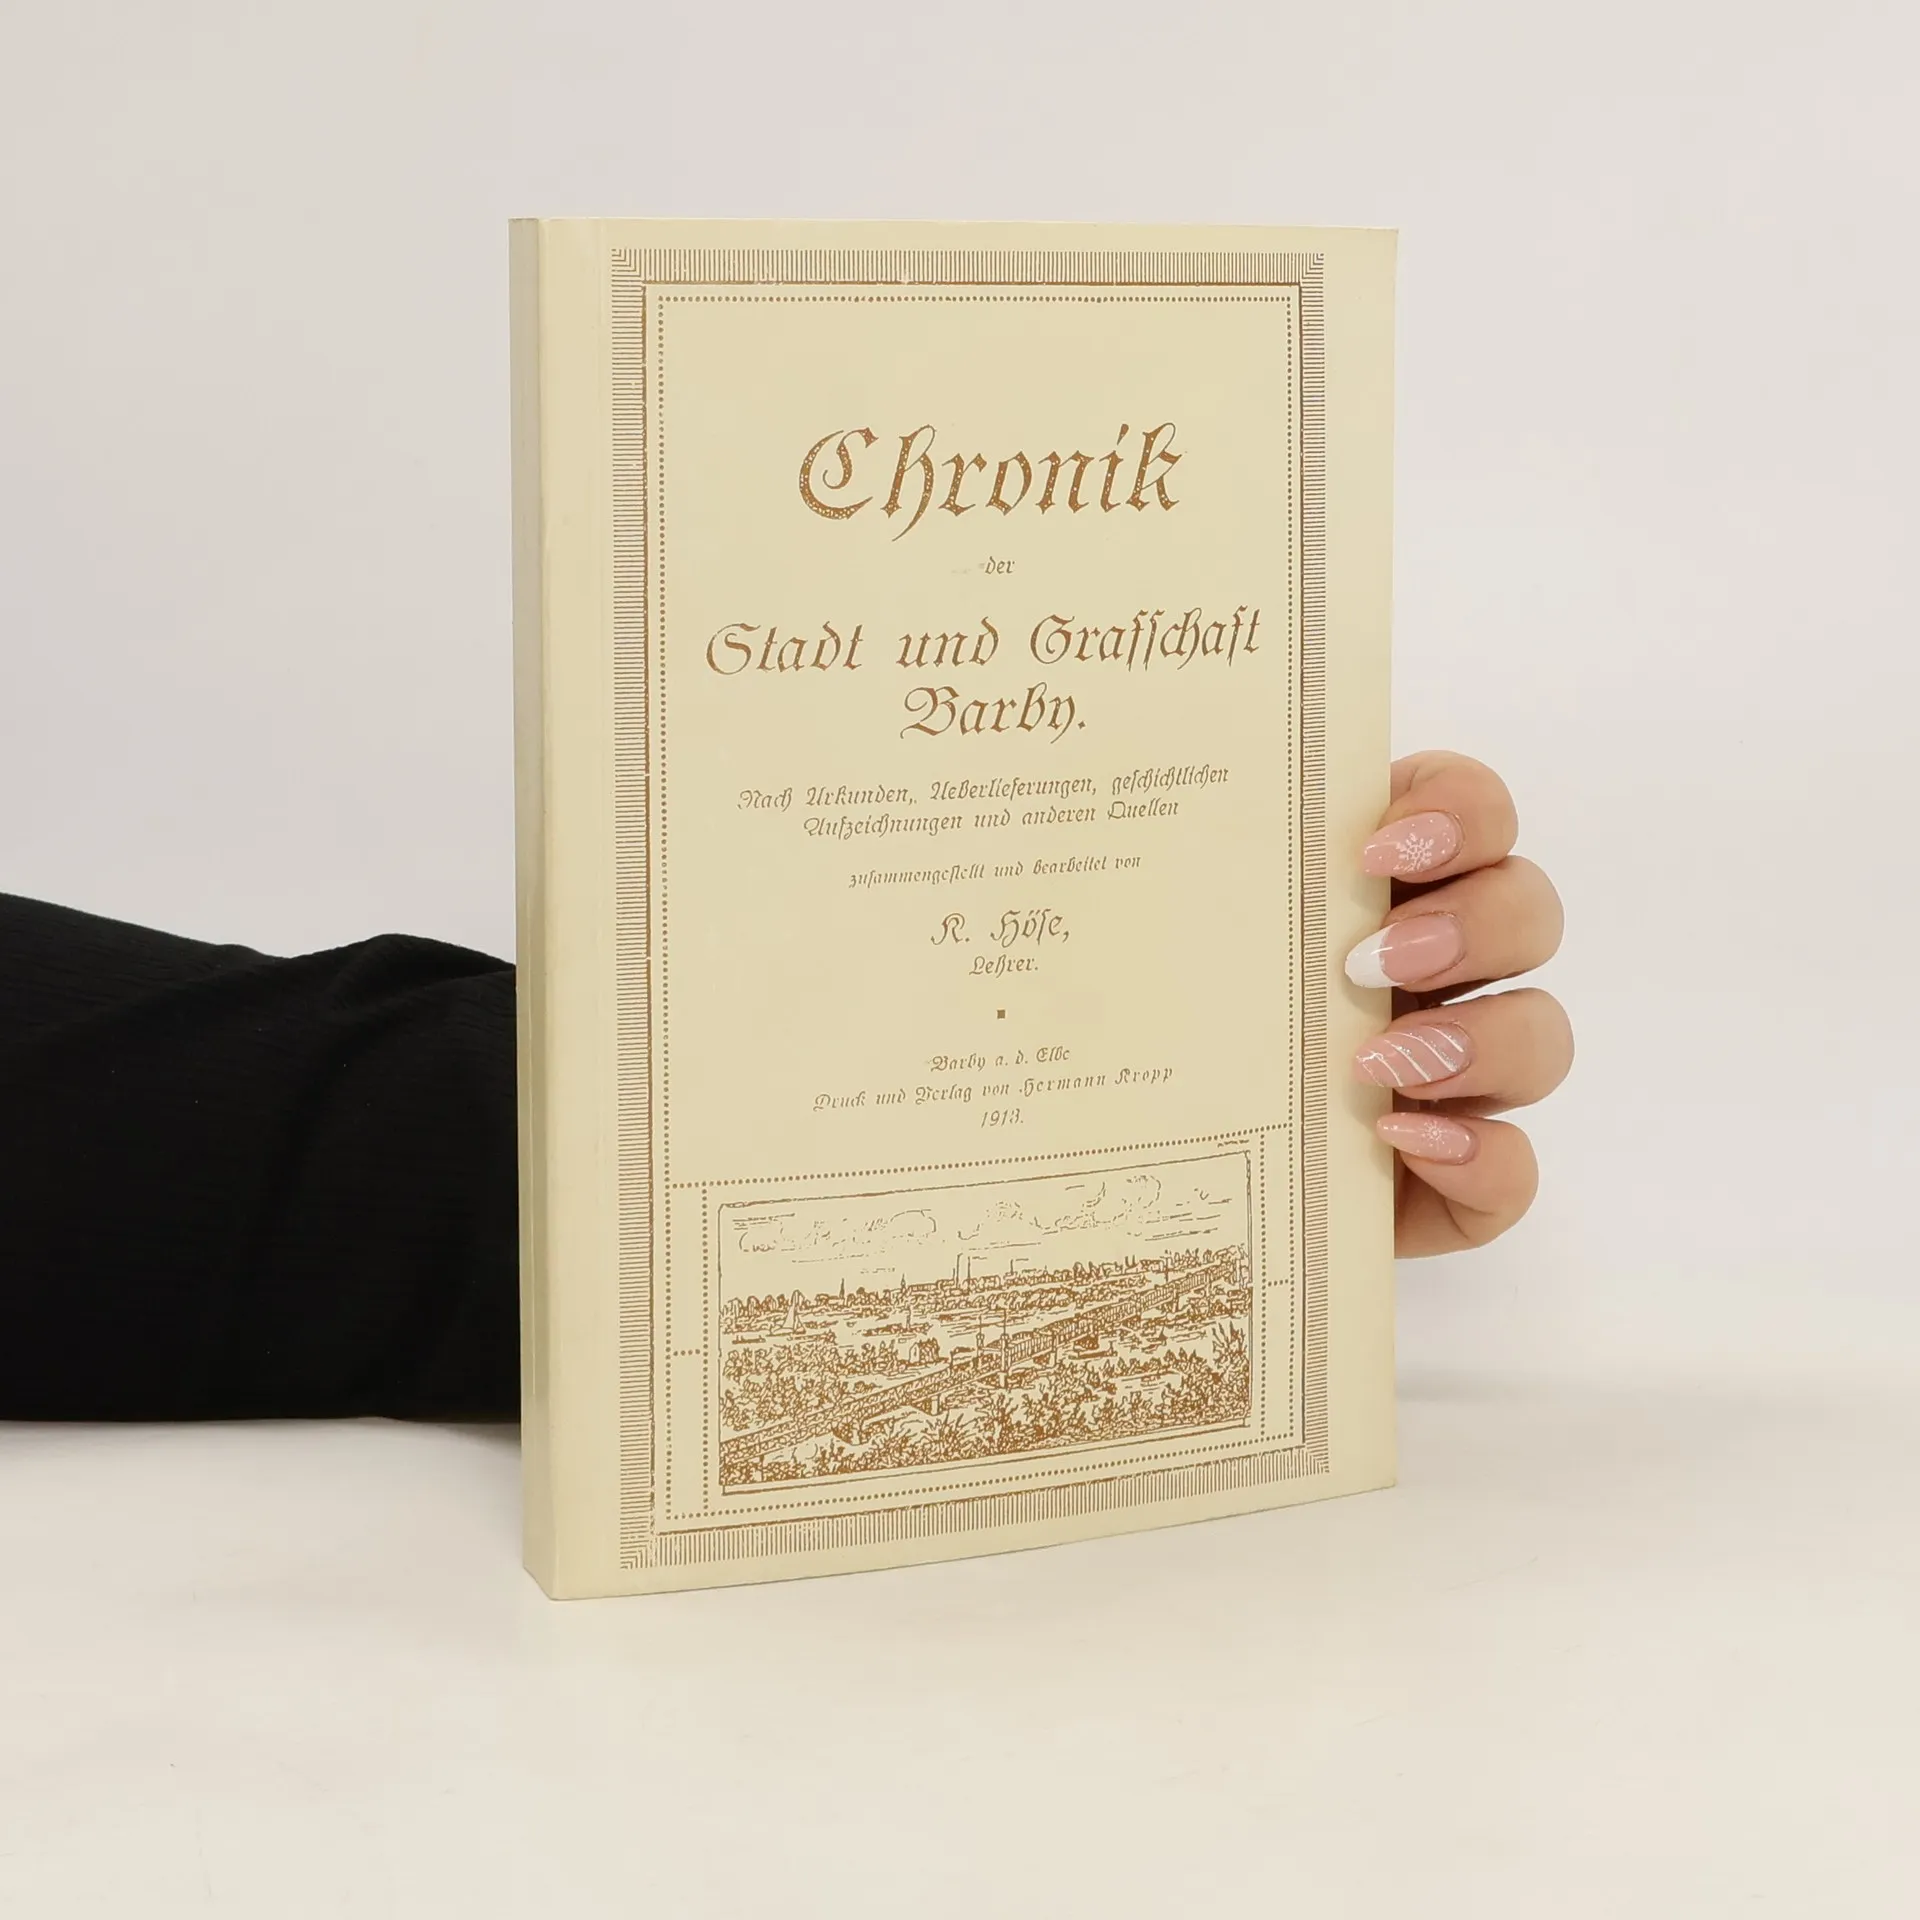 Chronik
der
Stadt und Grafſchaft
Barby.
Nach Urkunden, Ueberlieferungen, geſchichtlichen
Aufzeichnungen und anderen Quellen
zuſammengeſtellt und bearbeitet von
K. Höſe,
Lehrer.
Barby a. d. Elbe
Druck und Verlag von Hermann Kropp
1913.